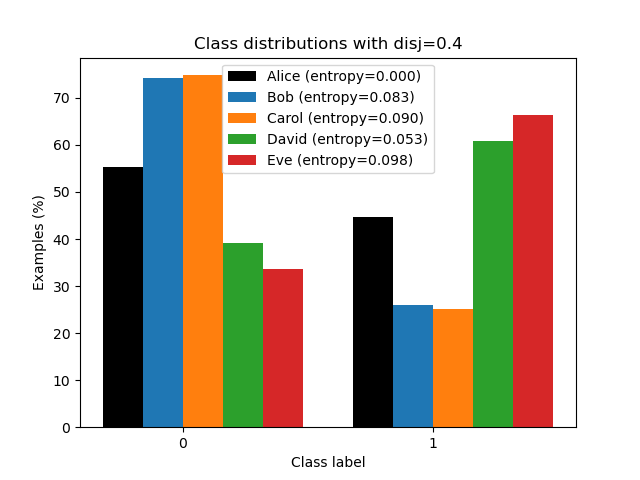 Class distributions with disj=0.4
Alice (entropy=0.000)
Bob (entropy=0.083)
Carol (entropy=0.090)
David (entropy=0.053)
Eve (entropy=0.098)
Examples (%)
70
60
50
40
30
20
10
0
0 1
Class label